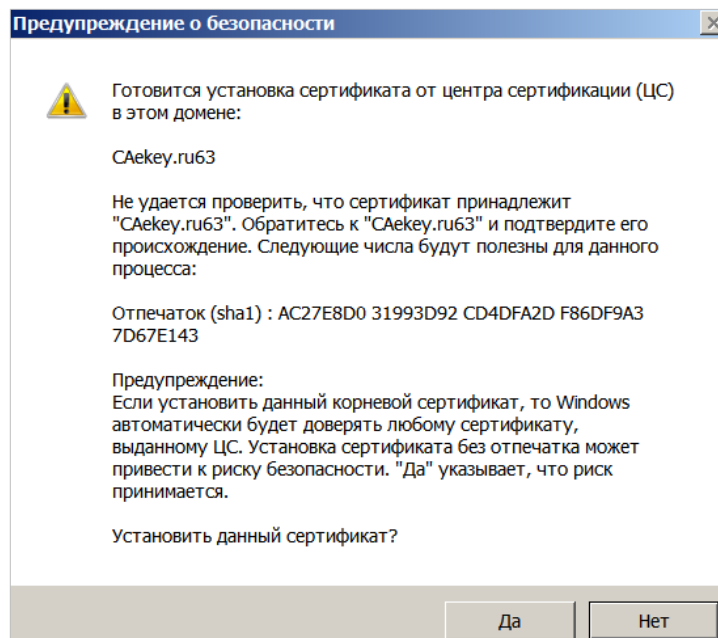 Предупреждение о безопасности
Готовится установка сертификата от центра сертификации (ЦС)
в этом домене:
CAekey.ru63
Не удается проверить, что сертификат принадлежит
"CAekey.ru63". Обратитесь к "CAekey.ru63" и подтвердите его
происхождение. Следующие числа будут полезны для данного
процесса:
Отпечаток (sha1) : AC27E8D0 31993D92 CD4DFA2D F86DF9A3
7D67E143
Предупреждение:
Если установить данный корневой сертификат, то Windows
автоматически будет доверять любому сертификату,
выданному ЦС. Установка сертификата без отпечатка может
привести к риску безопасности. "Да" указывает, что риск
принимается.
Установить данный сертификат?
Да Нет